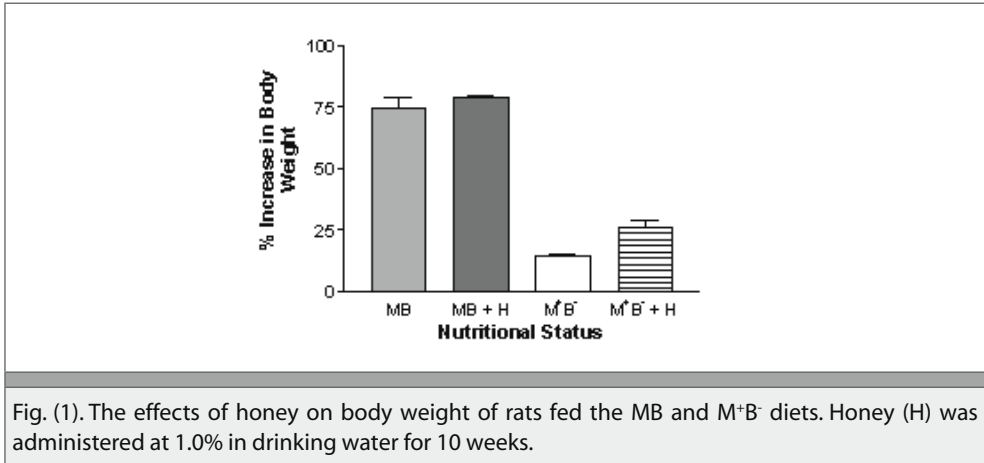 100
75
50
25
0
% Increase in Body
Weight
MB
MB + H
M⁺B⁻
M⁺B⁻ + H
Nutritional Status
Fig. (1). The effects of honey on body weight of rats fed the MB and M⁺B⁻ diets. Honey (H) was
administered at 1.0% in drinking water for 10 weeks.